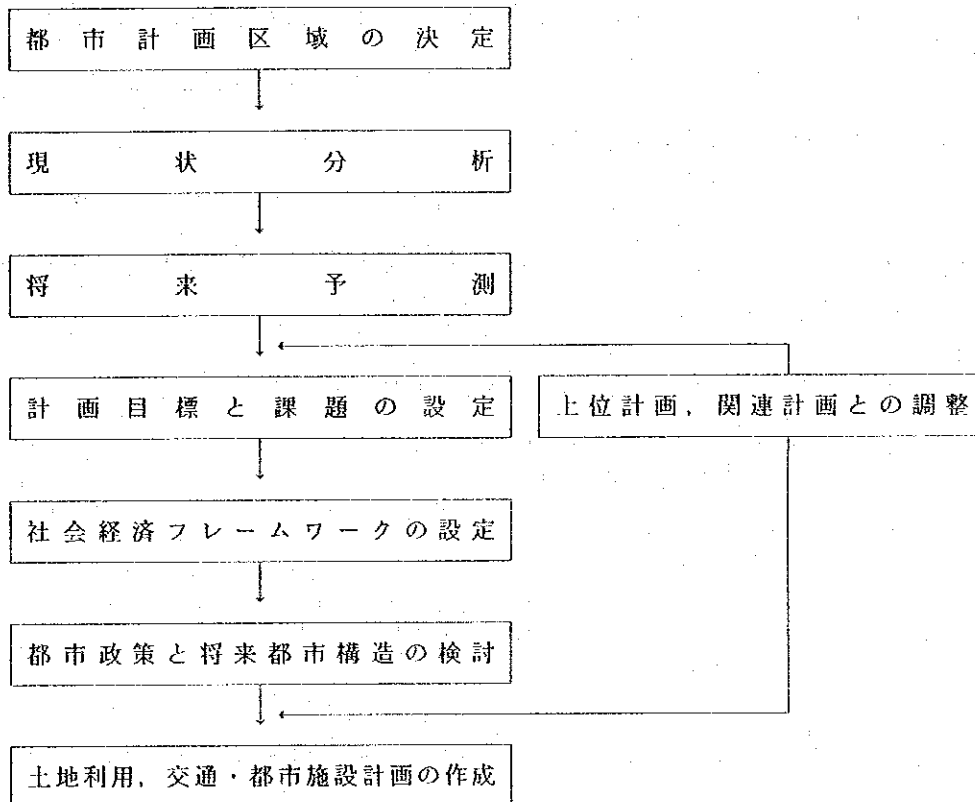 都市計画区域の決定
現状分析
将来予測
計画目標と課題の設定
上位計画，関連計画との調整
社会経済フレームワークの設定
都市政策と将来都市構造の検討
土地利用，交通・都市施設計画の作成